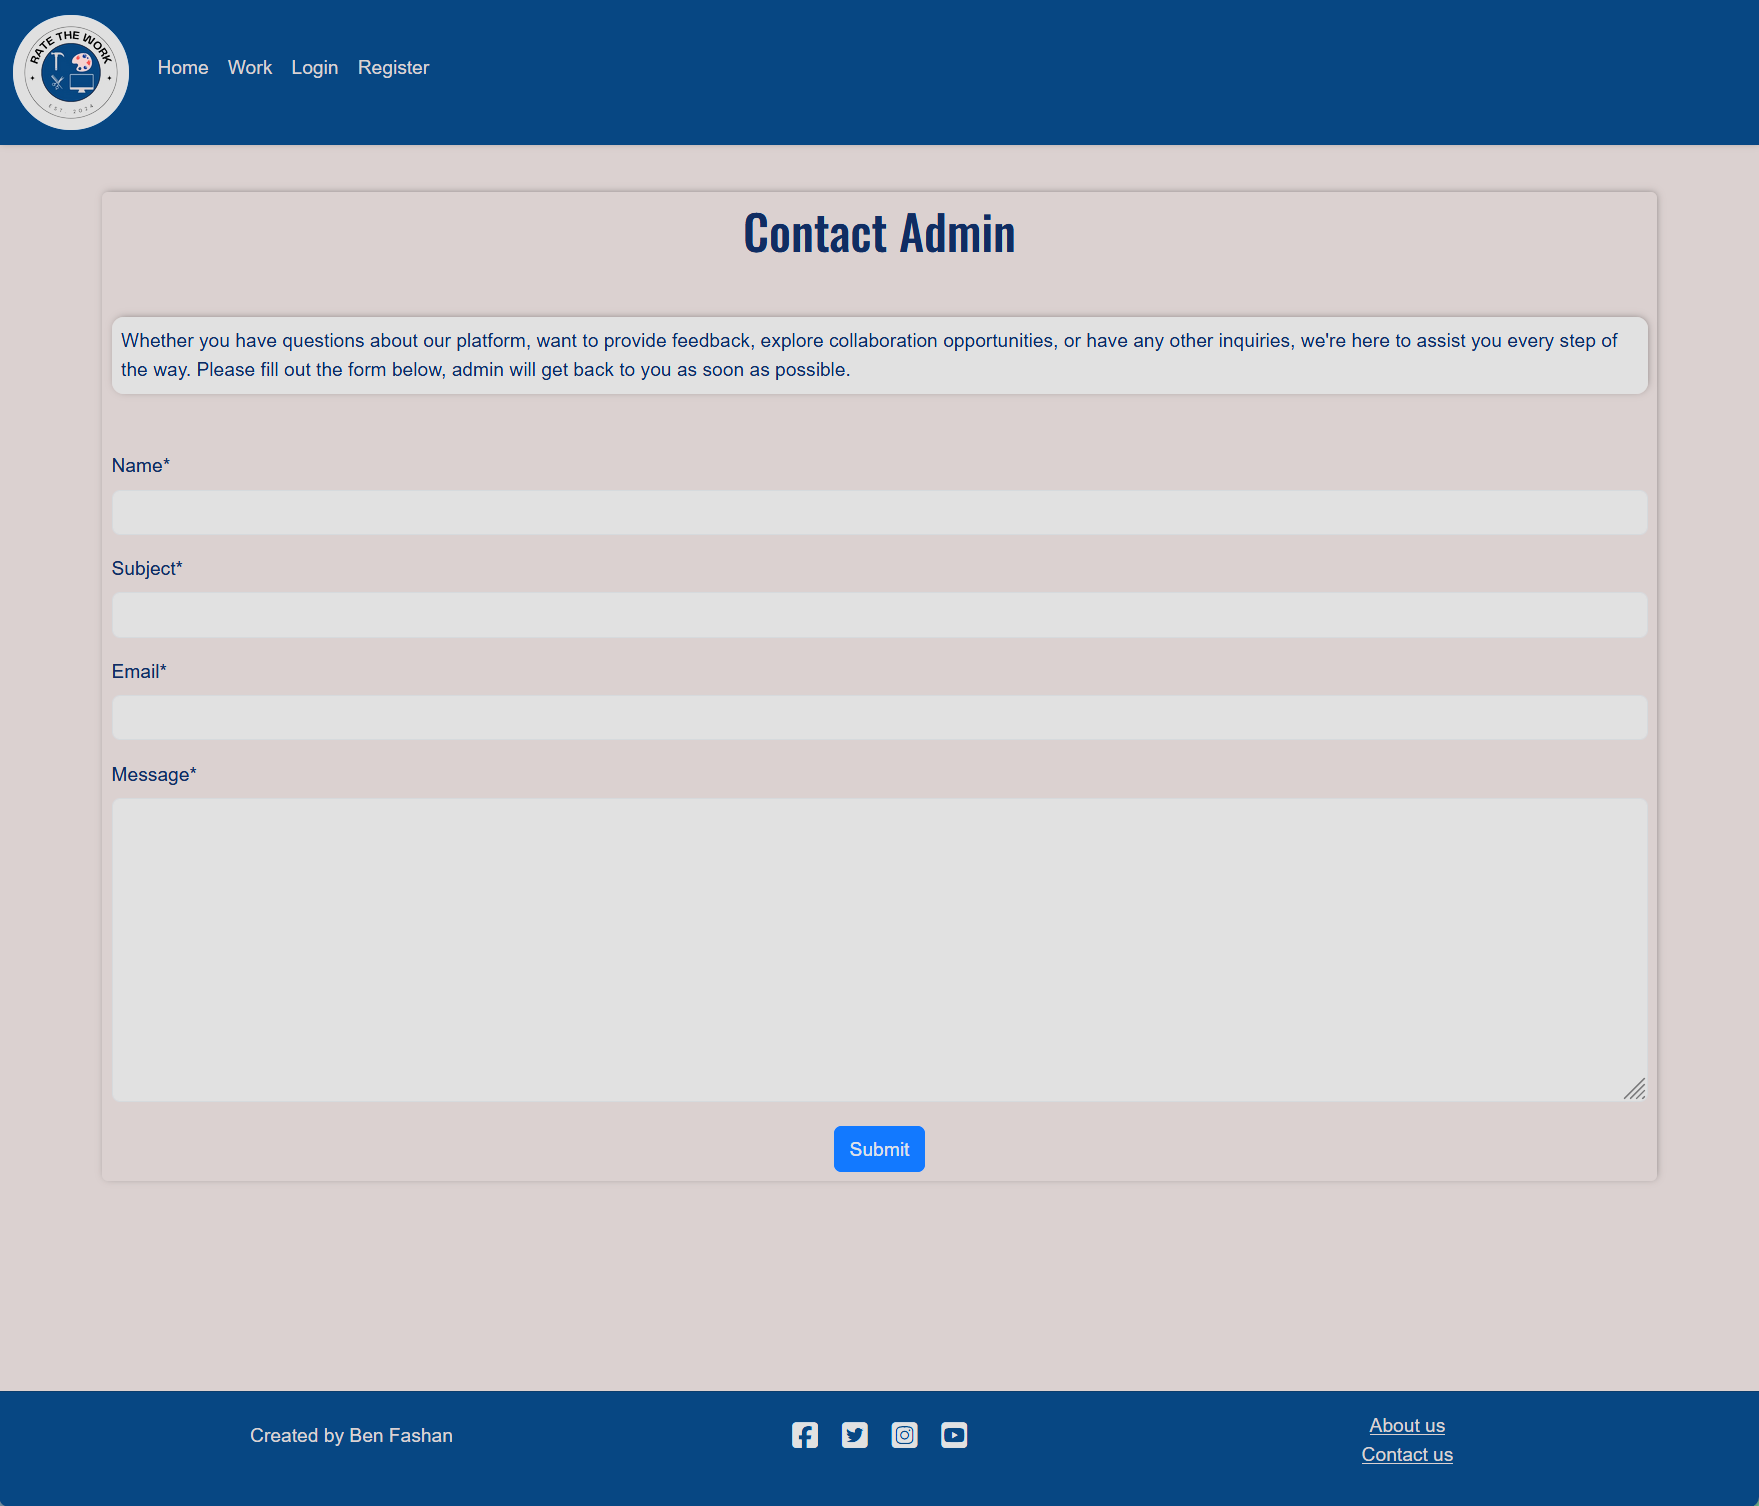 RATE THE WORK
EST 2024
Home Work Login Register
Contact Admin
Whether you have questions about our platform, want to provide feedback, explore collaboration opportunities, or have any other inquiries, we're here to assist you every step of
the way. Please fill out the form below, admin will get back to you as soon as possible.
Name*
Subject*
Email*
Message*
Submit
Created by Ben Fashan
About us
Contact us